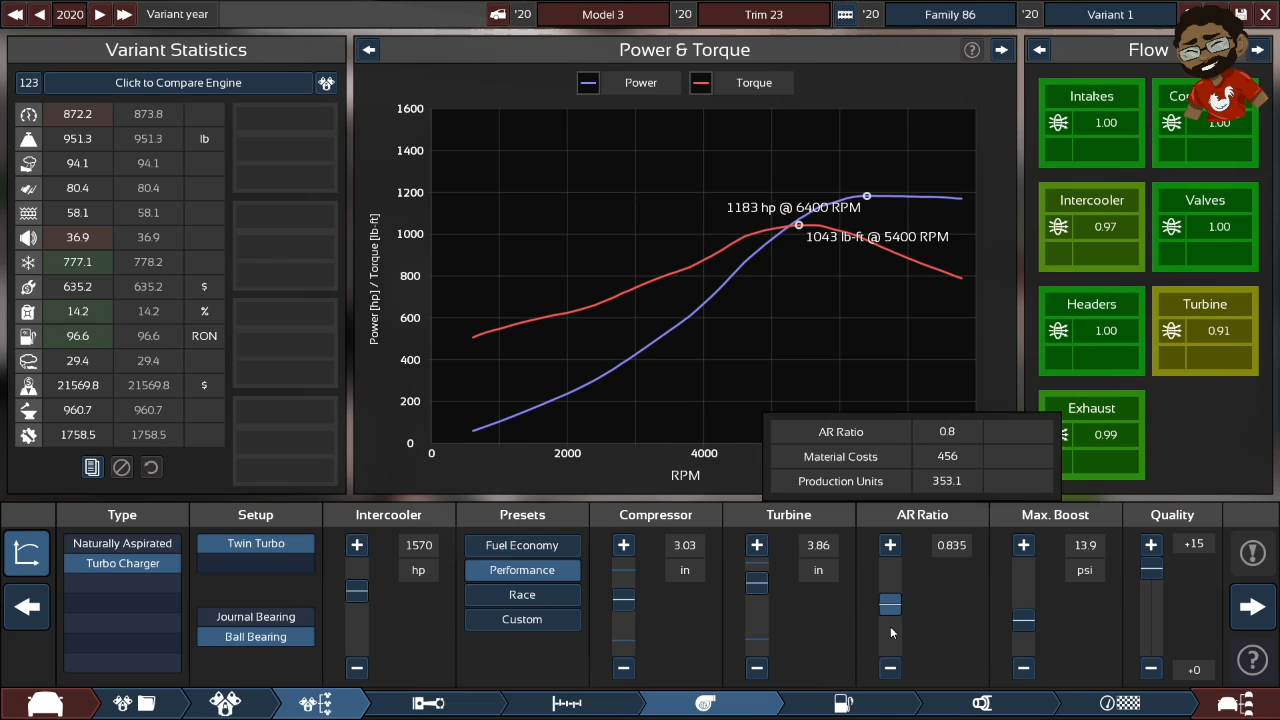 2020 Variant year '20 Model 3 '20 Trim 23 '20 Family 86 '20 Variant 1
Variant Statistics
123 Click to Compare Engine
872.2 873.8
951.3 951.3 lb
94.1 94.1
80.4 80.4
58.1 58.1
36.9 36.9
777.1 778.2
635.2 635.2 $
14.2 14.2 %
96.6 96.6 RON
29.4 29.4
21569.8 21569.8 $
960.7 960.7
1758.5 1758.5
Power & Torque
Power Torque
Power [hp] / Torque [lb-ft]
1600
1400
1200
1000
800
600
400
200
0
1183 hp @ 6400 RPM
1043 lb-ft @ 5400 RPM
0 2000 4000
RPM
AR Ratio 0.8
Material Costs 456
Production Units 353.1
Flow
Intakes
1.00 1.00
Intercooler Valves
0.97 1.00
Headers Turbine
1.00 0.91
Exhaust
0.99
Type Setup Intercooler Presets Compressor Turbine AR Ratio Max. Boost Quality
Naturally Aspirated
Turbo Charger
Twin Turbo
Journal Bearing
Ball Bearing
1570
hp
Fuel Economy
Performance
Race
Custom
3.03
in
3.86
in
0.835
13.9
psi
+15
+0